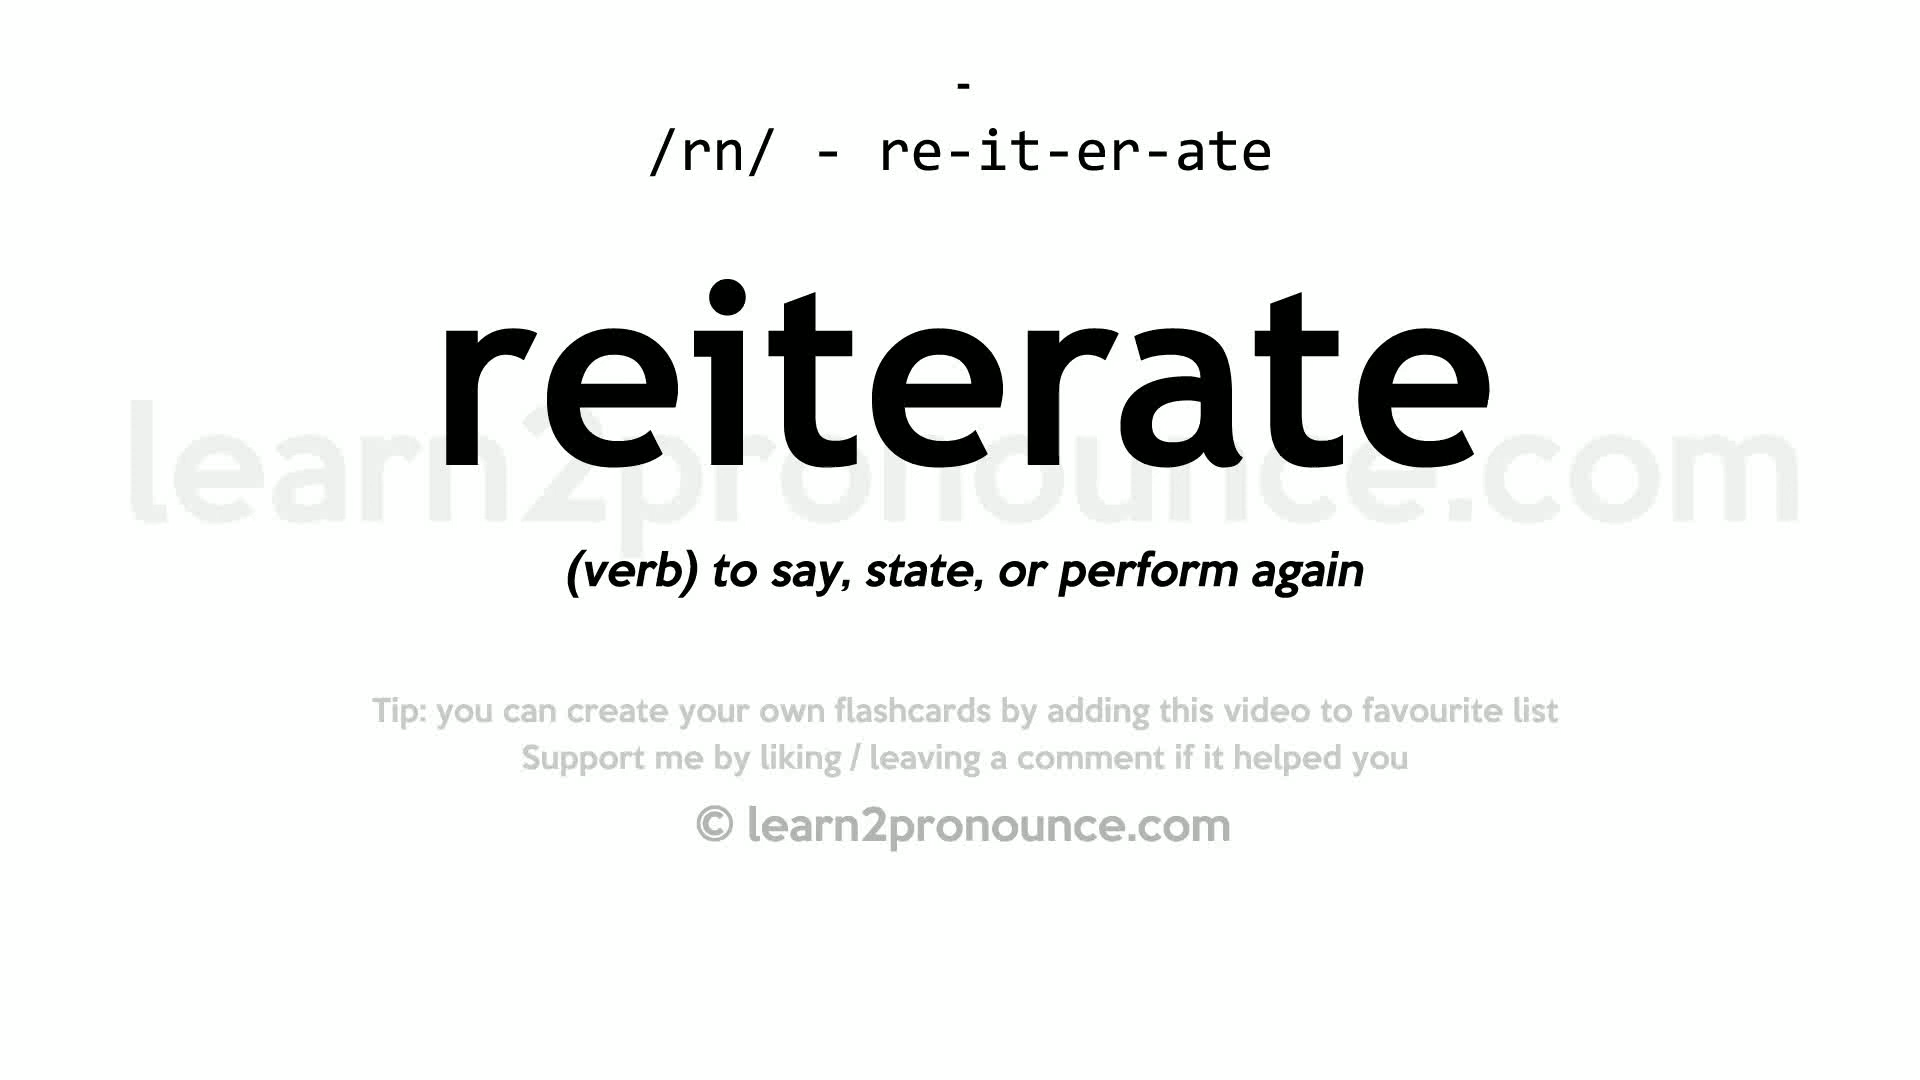 -
/rn/ - re-it-er-ate
reiterate
learn2pronounce.com
(verb) to say, state, or perform again
Tip: you can create your own flashcards by adding this video to favourite list
Support me by liking / leaving a comment if it helped you
© learn2pronounce.com